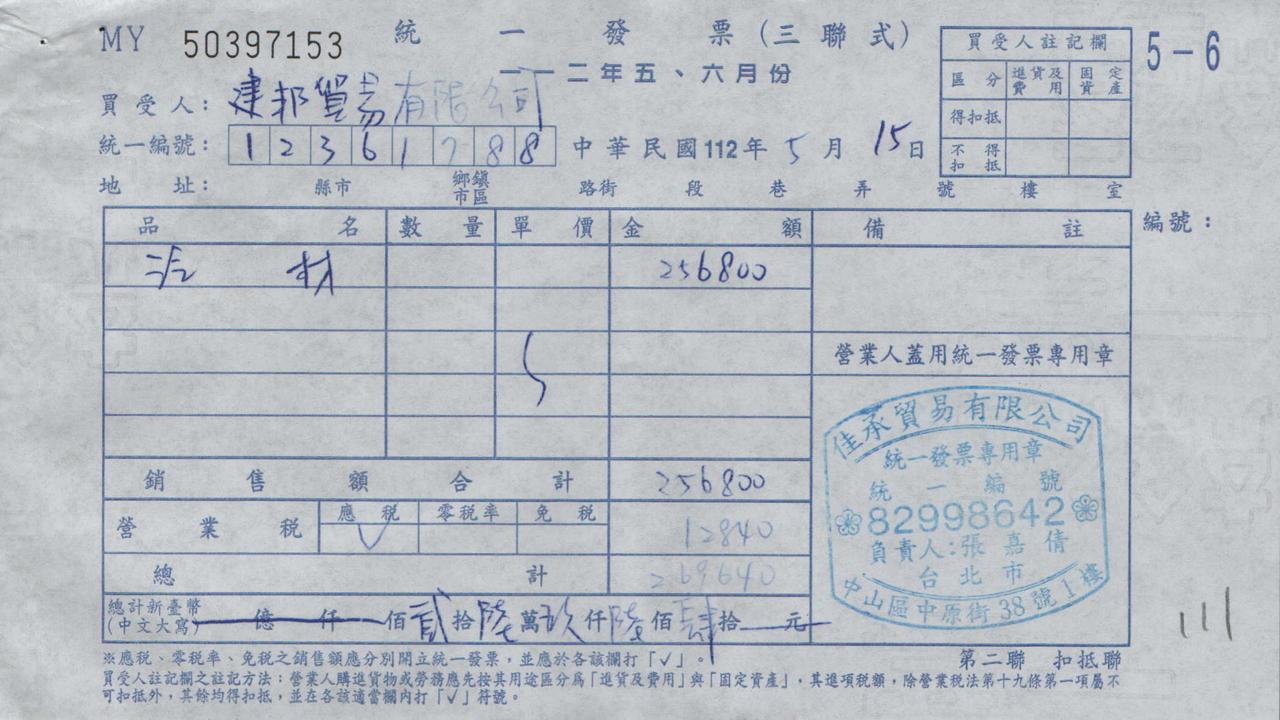 MY 50397153 統一發票(三聯式)
一一二年五、六月份
5-6
買受人註記欄
區分 進貨及費用 固定資產
得扣抵
不得扣抵
買受人: 建邦貿易有限公司
統一編號: 12361788 中華民國112年5月15日
地址: 縣市 鄉鎮市區 路街 段 巷 弄 號 樓 室
品名 數量 單價 金額 備註 編號:
材 256800
營業人蓋用統一發票專用章
銷售額合計 256800
營業稅 應稅 零稅率 免稅
V 12840
總計 269640
總計新臺幣(中文大寫) 億 仟 佰貳拾陸萬玖仟陸佰肆拾 元
佳承貿易有限公司
統一發票專用章
統一編號
82998642
負責人:張嘉倩
台北市
中山區中原街38號1樓
※應稅、零稅率、免稅之銷售額應分別開立統一發票,並應於各該欄打「✓」。
第二聯 扣抵聯
買受人註記欄之註記方法:營業人購進貨物或勞務應先按其用途區分為「進貨及費用」與「固定資產」,其進項稅額,除營業稅法第十九條第一項屬不
可扣抵外,其餘均得扣抵,並在各該適當欄內打「✓」符號。